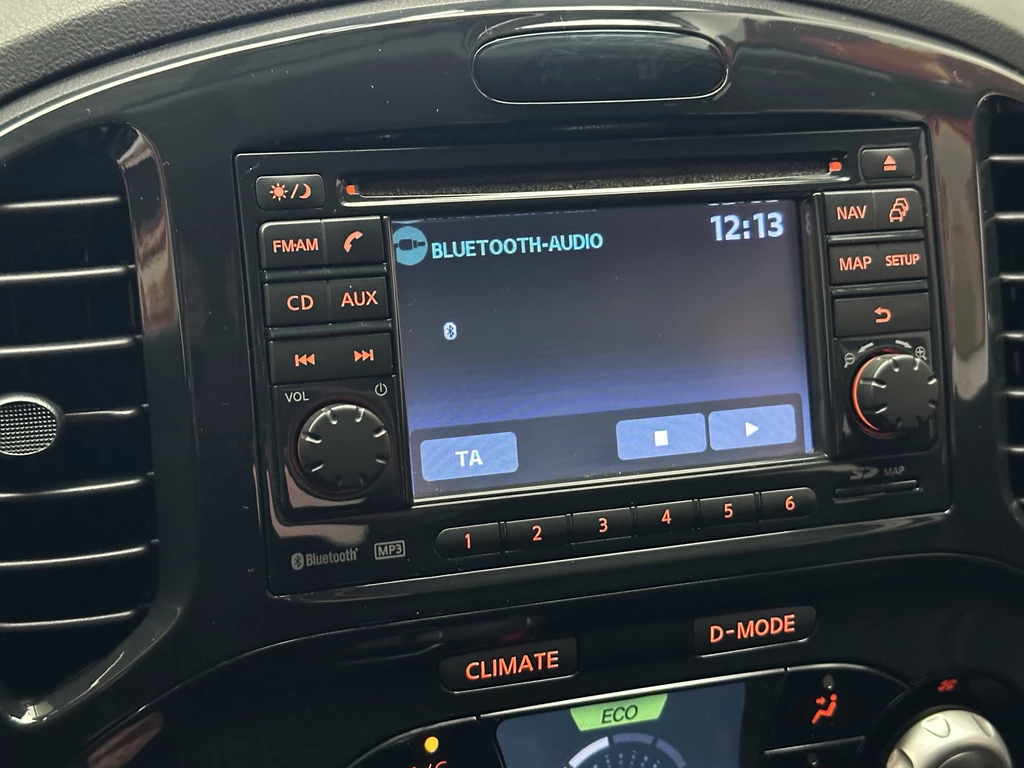 FM·AM
CD
AUX
VOL
BLUETOOTH-AUDIO
12:13
TA
NAV
MAP
SETUP
SD MAP
1 2 3 4 5 6
Bluetooth
MP3
CLIMATE
D-MODE
ECO